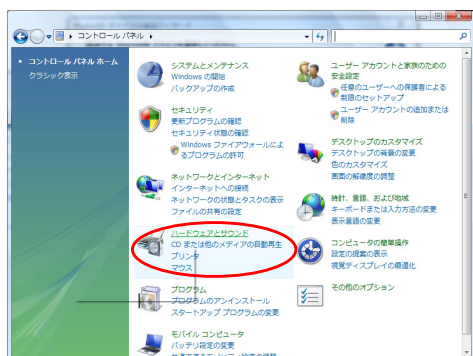 コントロール パネル
コントロール パネル ホーム
クラシック表示
システムとメンテナンス
Windows の開始
バックアップの作成
セキュリティ
更新プログラムの確認
セキュリティ状態の確認
Windows ファイアウォールによ
るプログラムの許可
ネットワークとインターネット
インターネットへの接続
ネットワークの状態とタスクの表示
ファイルの共有の設定
ハードウェアとサウンド
CD または他のメディアの自動再生
プリンタ
マウス
プログラム
プログラムのアンインストール
スタートアップ プログラムの変更
モバイル コンピュータ
バッテリ設定の変更
ユーザー アカウントと家族のための
安全設定
任意のユーザーへの保護者による
制限のセットアップ
ユーザー アカウントの追加または
削除
デスクトップのカスタマイズ
デスクトップの背景の変更
色のカスタマイズ
画面の解像度の調整
時計、言語、および地域
キーボードまたは入力方法の変更
表示言語の変更
コンピュータの簡単操作
設定の提案の表示
視覚ディスプレイの最適化
その他のオプション